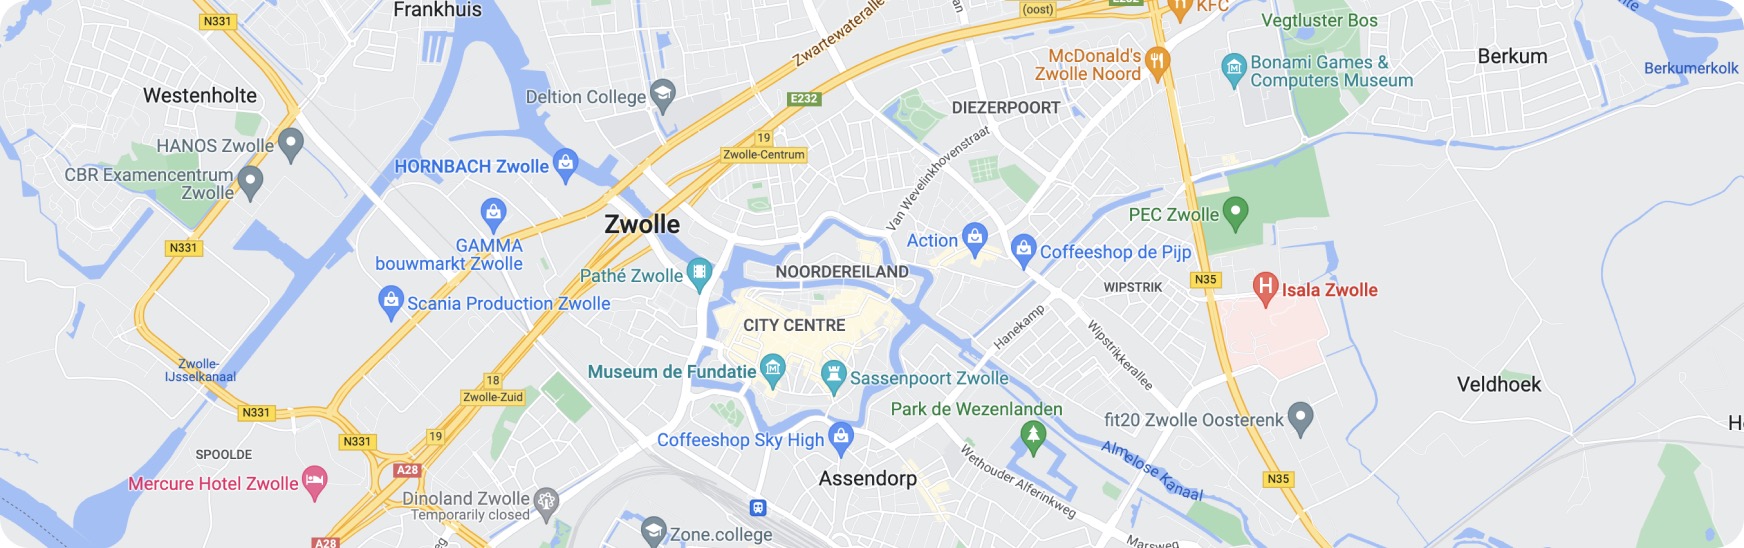 Frankhuis
N331
Zwartewaterallee
(oost)
E232
KFC
Vegtluster Bos
McDonald's
Zwolle Noord
Bonami Games &
Computers Museum
Berkum
Berkumerkolk
Westenholte
Deltion College
E232
DIEZERPOORT
HANOS Zwolle
19
Zwolle-Centrum
HORNBACH Zwolle
CBR Examencentrum
Zwolle
Van Wevelinkhovenstraat
GAMMA
bouwmarkt Zwolle
Zwolle
PEC Zwolle
N331
Action
Coffeeshop de Pijp
Pathé Zwolle
NOORDEREILAND
N35
WIPSTRIK
Isala Zwolle
Scania Production Zwolle
CITY CENTRE
Hanekamp
Wipstrikkerallee
Zwolle-
IJsselkanaal
Museum de Fundatie
Sassenpoort Zwolle
18
Zwolle-Zuid
Veldhoek
N331
Park de Wezenlanden
fit20 Zwolle Oosterenk
N331
19
Coffeeshop Sky High
SPOOLDE
A28
Assendorp
Wethouder Alferinkweg
Almelose Kanaal
N35
Mercure Hotel Zwolle
Dinoland Zwolle
Temporarily closed
Zone.college
A28
Marsweg